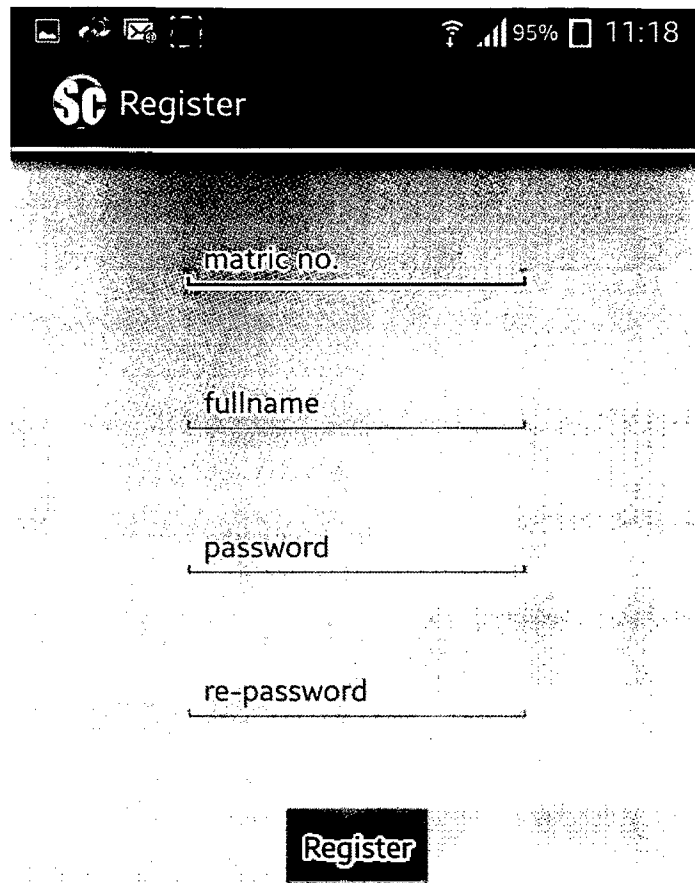 95% 11:18
SC Register
matric no.
fullname
password
re-password
Register